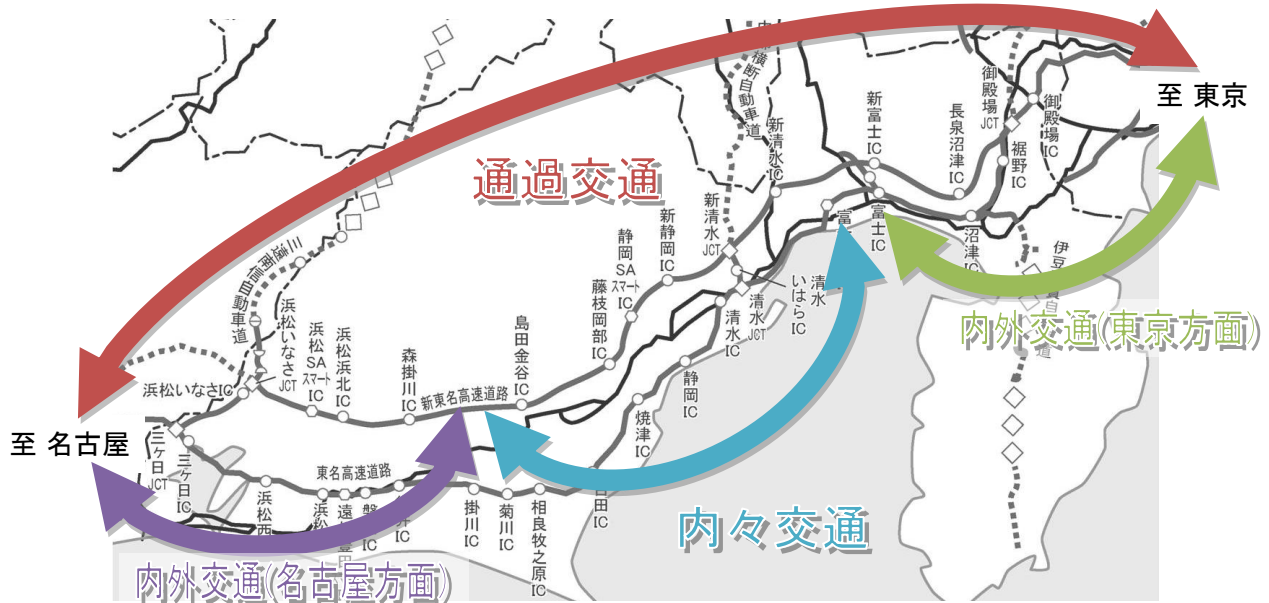 至 東京
至 名古屋
通過交通
内々交通
内外交通(東京方面)
内外交通(名古屋方面)
横断自動車道
三遠南信自動車道
新東名高速道路
東名高速道路
御殿場JCT
御殿場IC
裾野IC
長泉沼津IC
新富士IC
富士IC
沼津IC
新清水IC
新清水JCT
新静岡IC
静岡SAスマートIC
藤枝岡部IC
島田金谷IC
森掛川IC
浜松浜北IC
浜松SAスマートIC
浜松いなさJCT
浜松いなさIC
三ヶ日JCT
三ヶ日IC
浜松西
掛川IC
菊川IC
相良牧之原IC
焼津IC
静岡IC
清水IC
清水JCT
清水いはらIC
伊豆